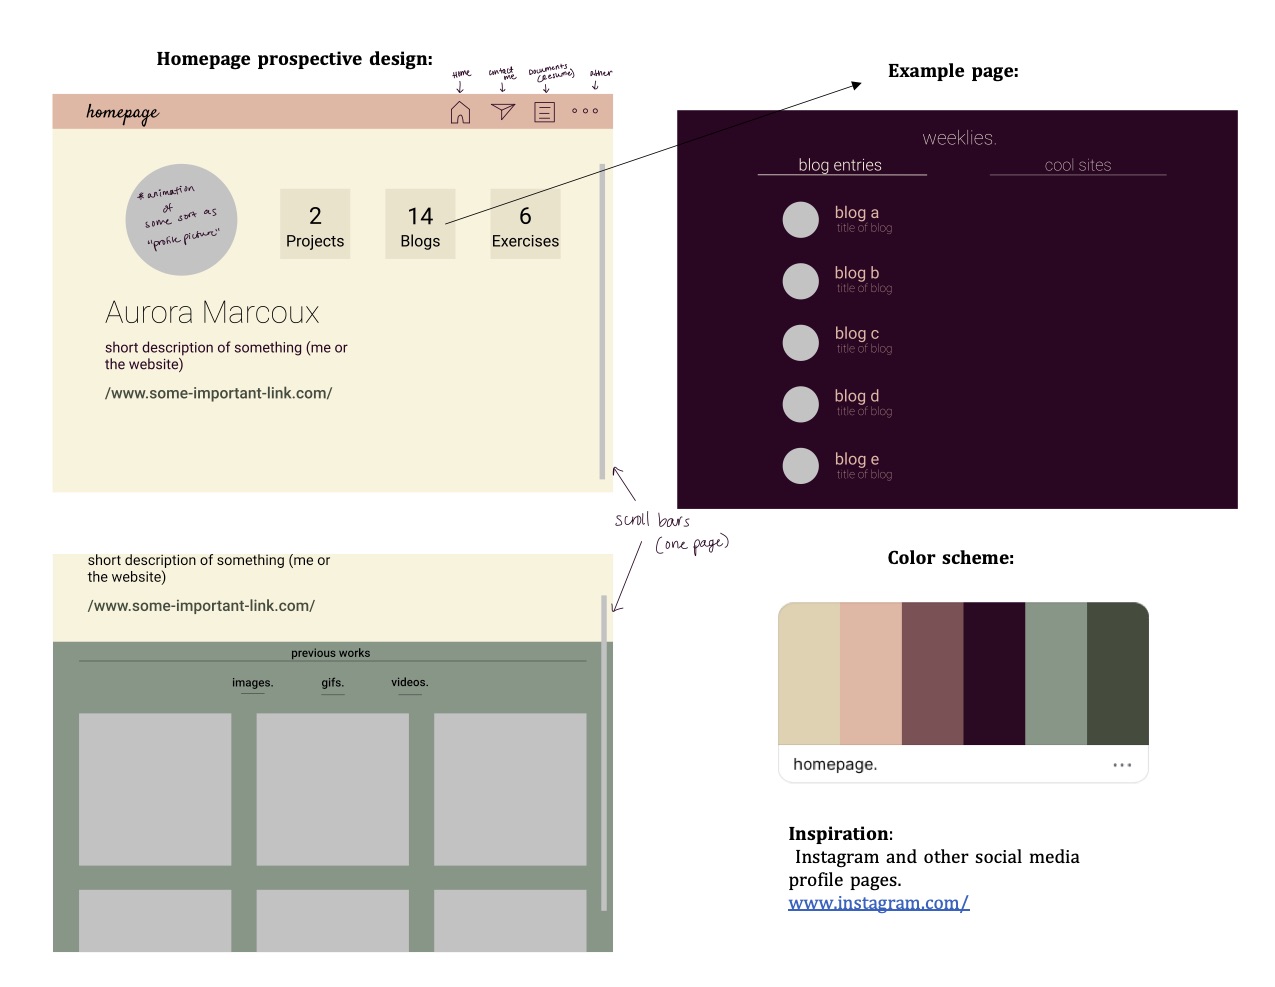 Homepage prospective design:
Home
contact
me
Documents
(Resume)
other
homepage
* animation
of
some sort as
"profile picture"
2
Projects
14
Blogs
6
Exercises
Aurora Marcoux
short description of something (me or
the website)
/www.some-important-link.com/
scroll bars
(one page)
short description of something (me or
the website)
/www.some-important-link.com/
previous works
images.
gifs.
videos.
Example page:
weeklies.
blog entries
cool sites
blog a
title of blog
blog b
title of blog
blog c
title of blog
blog d
title of blog
blog e
title of blog
Color scheme:
homepage.
Inspiration:
Instagram and other social media
profile pages.
www.instagram.com/